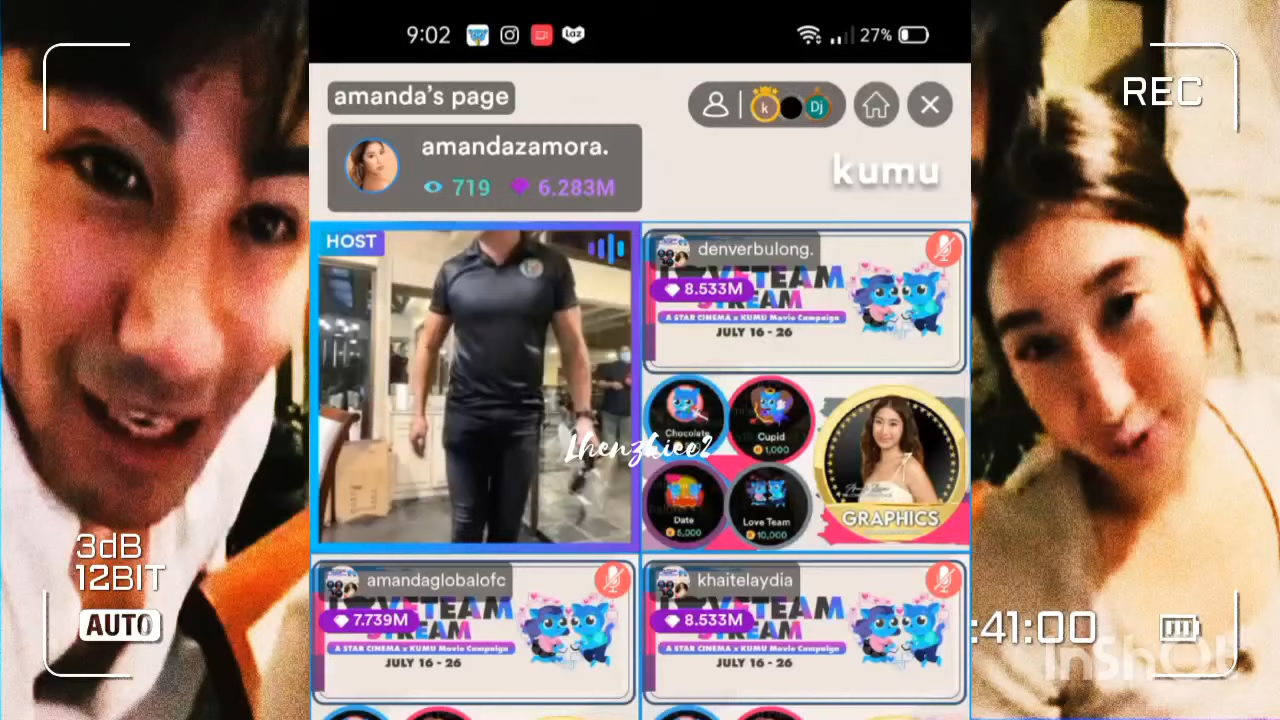 9:02
laz
27%
REC
amanda's page
k
Dj
amandazamora.
719
6.283M
kumu
HOST
denverbulong.
8.533M
LOVETEAM
STREAM
A STAR CINEMA x KUMU Movie Campaign
JULY 16 - 26
Chocolate
Cupid
1,000
Date
5,000
Love Team
10,000
GRAPHICS
Lhenzhiee2
3dB
12BIT
AUTO
amandaglobalofc
7.739M
LOVETEAM
STREAM
A STAR CINEMA x KUMU Movie Campaign
JULY 16 - 26
khaitelaydia
8.533M
LOVETEAM
STREAM
A STAR CINEMA x KUMU Movie Campaign
JULY 16 - 26
:41:00
InShOt